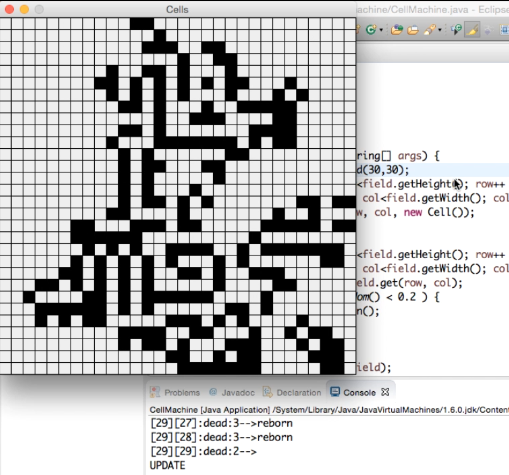 Cells
achine/CellMachine.java - Eclipse
ring[] args) {
d(30,30);
<field.getHeight(); row++
col<field.getWidth(); col
w, col, new Cell());
<field.getHeight(); row++
col<field.getWidth(); col
eld.get(row, col);
om() < 0.2 ) {
n();
ield);
Problems
Javadoc
Declaration
Console
CellMachine [Java Application] /System/Library/Java/JavaVirtualMachines/1.6.0.jdk/Content
[29][27]:dead:3-->reborn
[29][28]:dead:3-->reborn
[29][29]:dead:2-->
UPDATE